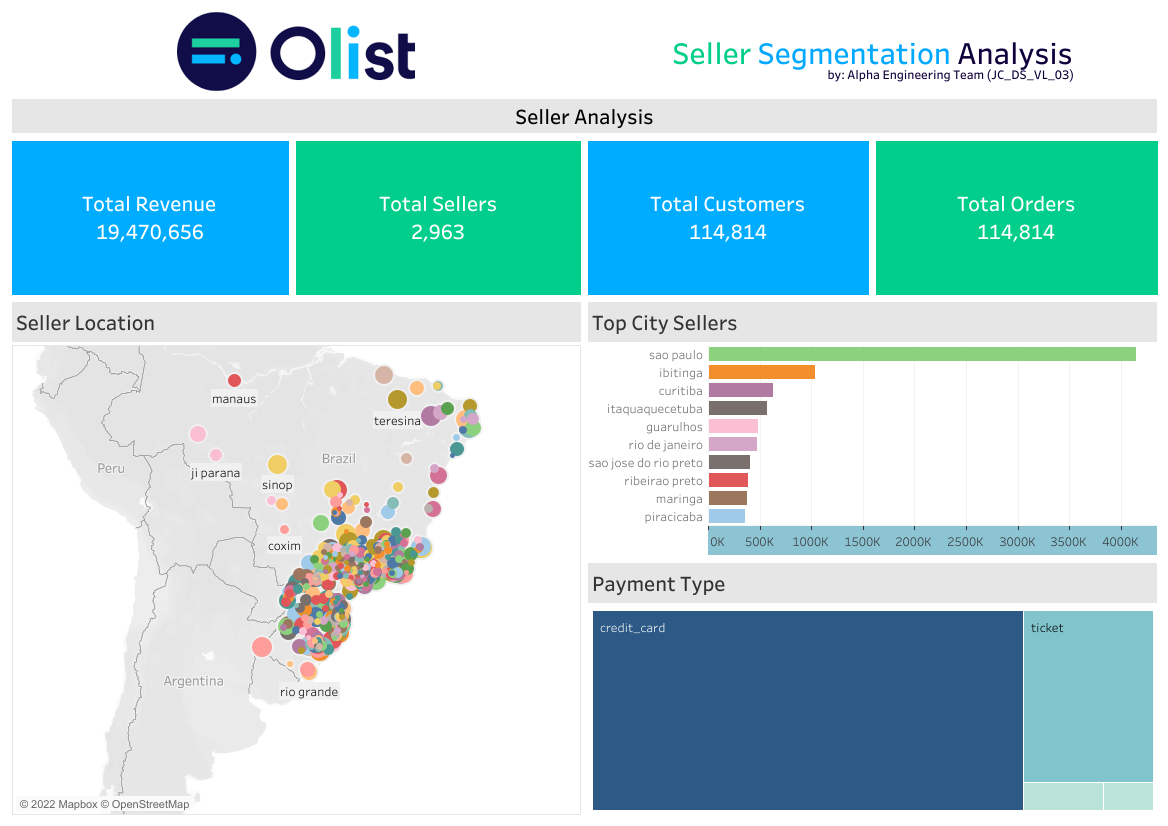 Olist
Seller Segmentation Analysis
by: Alpha Engineering Team (JC_DS_VL_03)
Seller Analysis
Total Revenue
19,470,656
Total Sellers
2,963
Total Customers
114,814
Total Orders
114,814
Seller Location
manaus
teresina
Peru
ji parana
Brazil
sinop
coxim
Argentina
rio grande
© 2022 Mapbox © OpenStreetMap
Top City Sellers
sao paulo
ibitinga
curitiba
itaquaquecetuba
guarulhos
rio de janeiro
sao jose do rio preto
ribeirao preto
maringa
piracicaba
0K 500K 1000K 1500K 2000K 2500K 3000K 3500K 4000K
Payment Type
credit_card
ticket